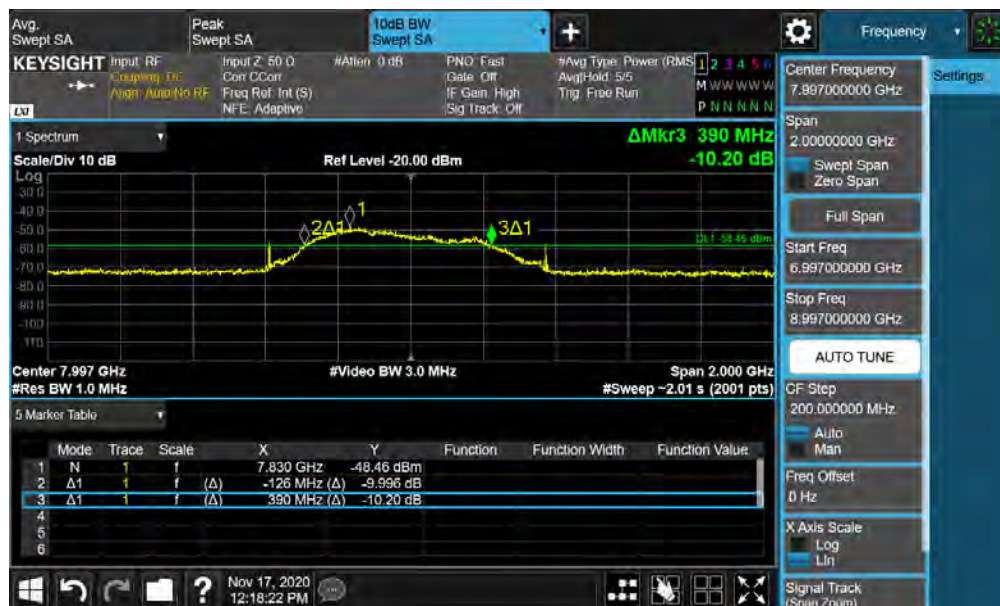 Avg.
Swept SA
Peak
Swept SA
10dB BW
Swept SA
Frequency
KEYSIGHT
Input: RF
Coupling: DC
Align: Auto/No RF
Input Z: 50 Ω
Corr CCorr
Freq Ref: Int (S)
NFE: Adaptive
#Atten: 0 dB
PNO: Fast
Gate: Off
IF Gain: High
Sig Track: Off
#Avg Type: Power (RMS
Avg|Hold: 5/5
Trig: Free Run
1 2 3 4 5 6
M W W W W W
P N N N N N
LXI
Center Frequency
7.997000000 GHz
Settings
1 Spectrum
ΔMkr3 390 MHz
Scale/Div 10 dB
Ref Level -20.00 dBm
-10.20 dB
Log
-30.0
-40.0
-50.0
-60.0
-70.0
-80.0
-90.0
-100
-110
1
2Δ1
3Δ1
DL1 -58.46 dBm
Center 7.997 GHz
#Video BW 3.0 MHz
Span 2.000 GHz
#Res BW 1.0 MHz
#Sweep ~2.01 s (2001 pts)
Span
2.00000000 GHz
Swept Span
Zero Span
Full Span
Start Freq
6.997000000 GHz
Stop Freq
8.997000000 GHz
AUTO TUNE
CF Step
200.000000 MHz
Auto
Man
Freq Offset
0 Hz
X Axis Scale
Log
Lin
Signal Track
(Span Zoom)
5 Marker Table
Mode Trace Scale X Y Function Function Width Function Value
1 N 1 f 7.830 GHz -48.46 dBm
2 Δ1 1 f (Δ) -126 MHz (Δ) -9.996 dB
3 Δ1 1 f (Δ) 390 MHz (Δ) -10.20 dB
4
5
6
?
Nov 17, 2020
12:18:22 PM